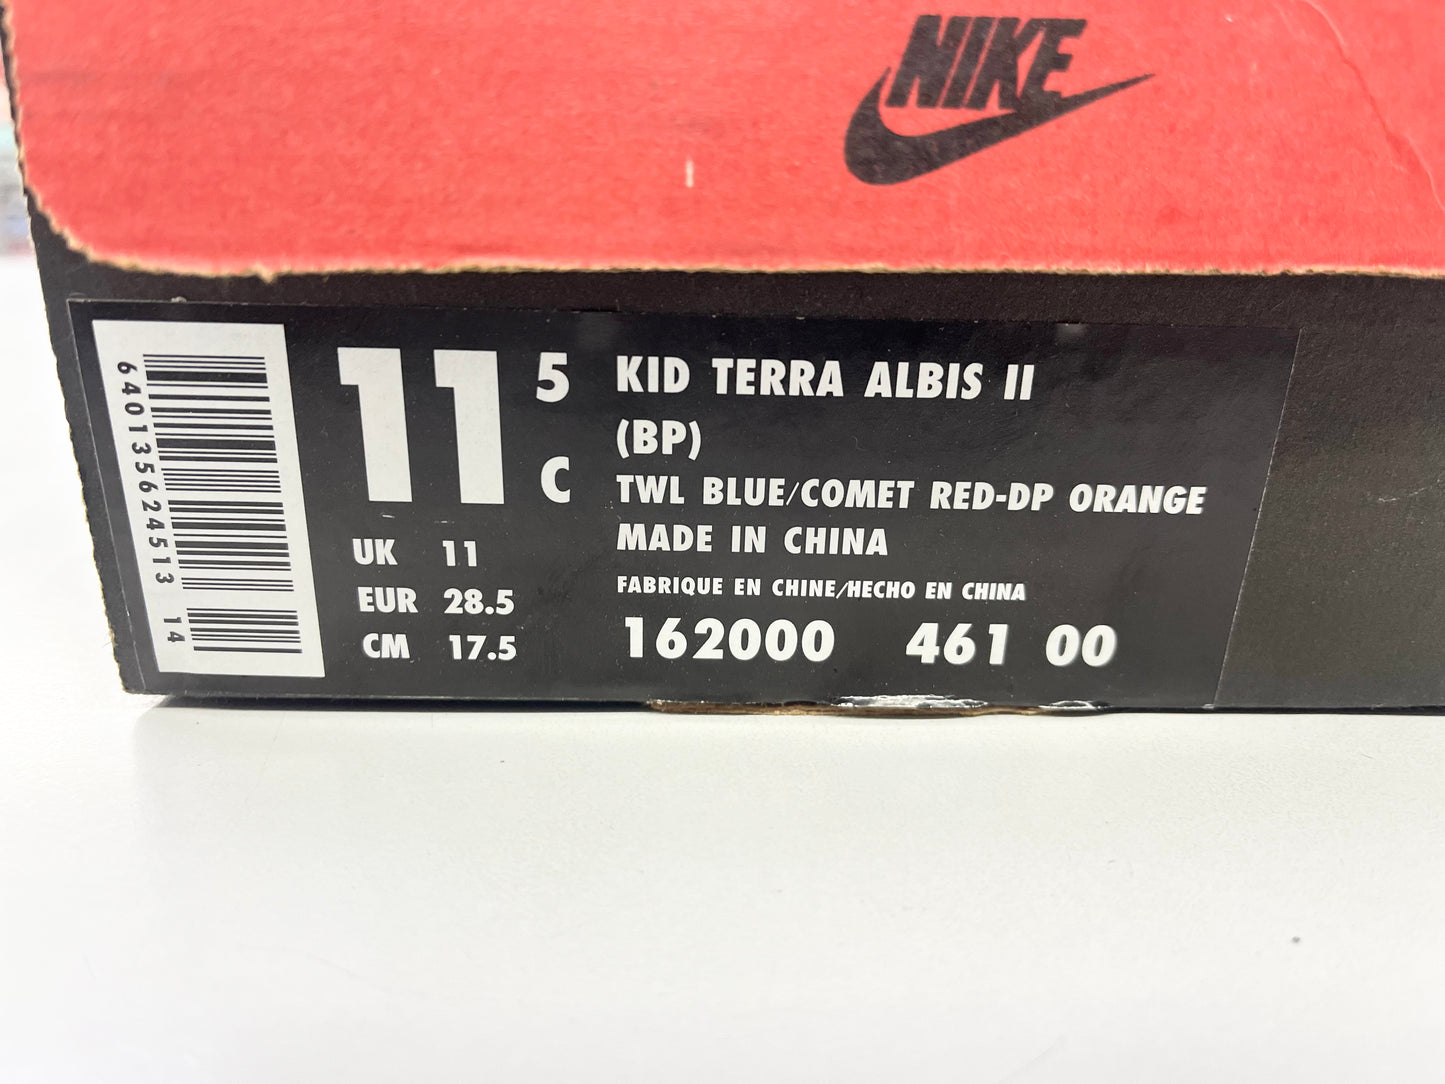 NIKE
640135624513 14
11 5 C
UK 11
EUR 28.5
CM 17.5
KID TERRA ALBIS II
(BP)
TWL BLUE/COMET RED-DP ORANGE
MADE IN CHINA
FABRIQUE EN CHINE/HECHO EN CHINA
162000 461 00